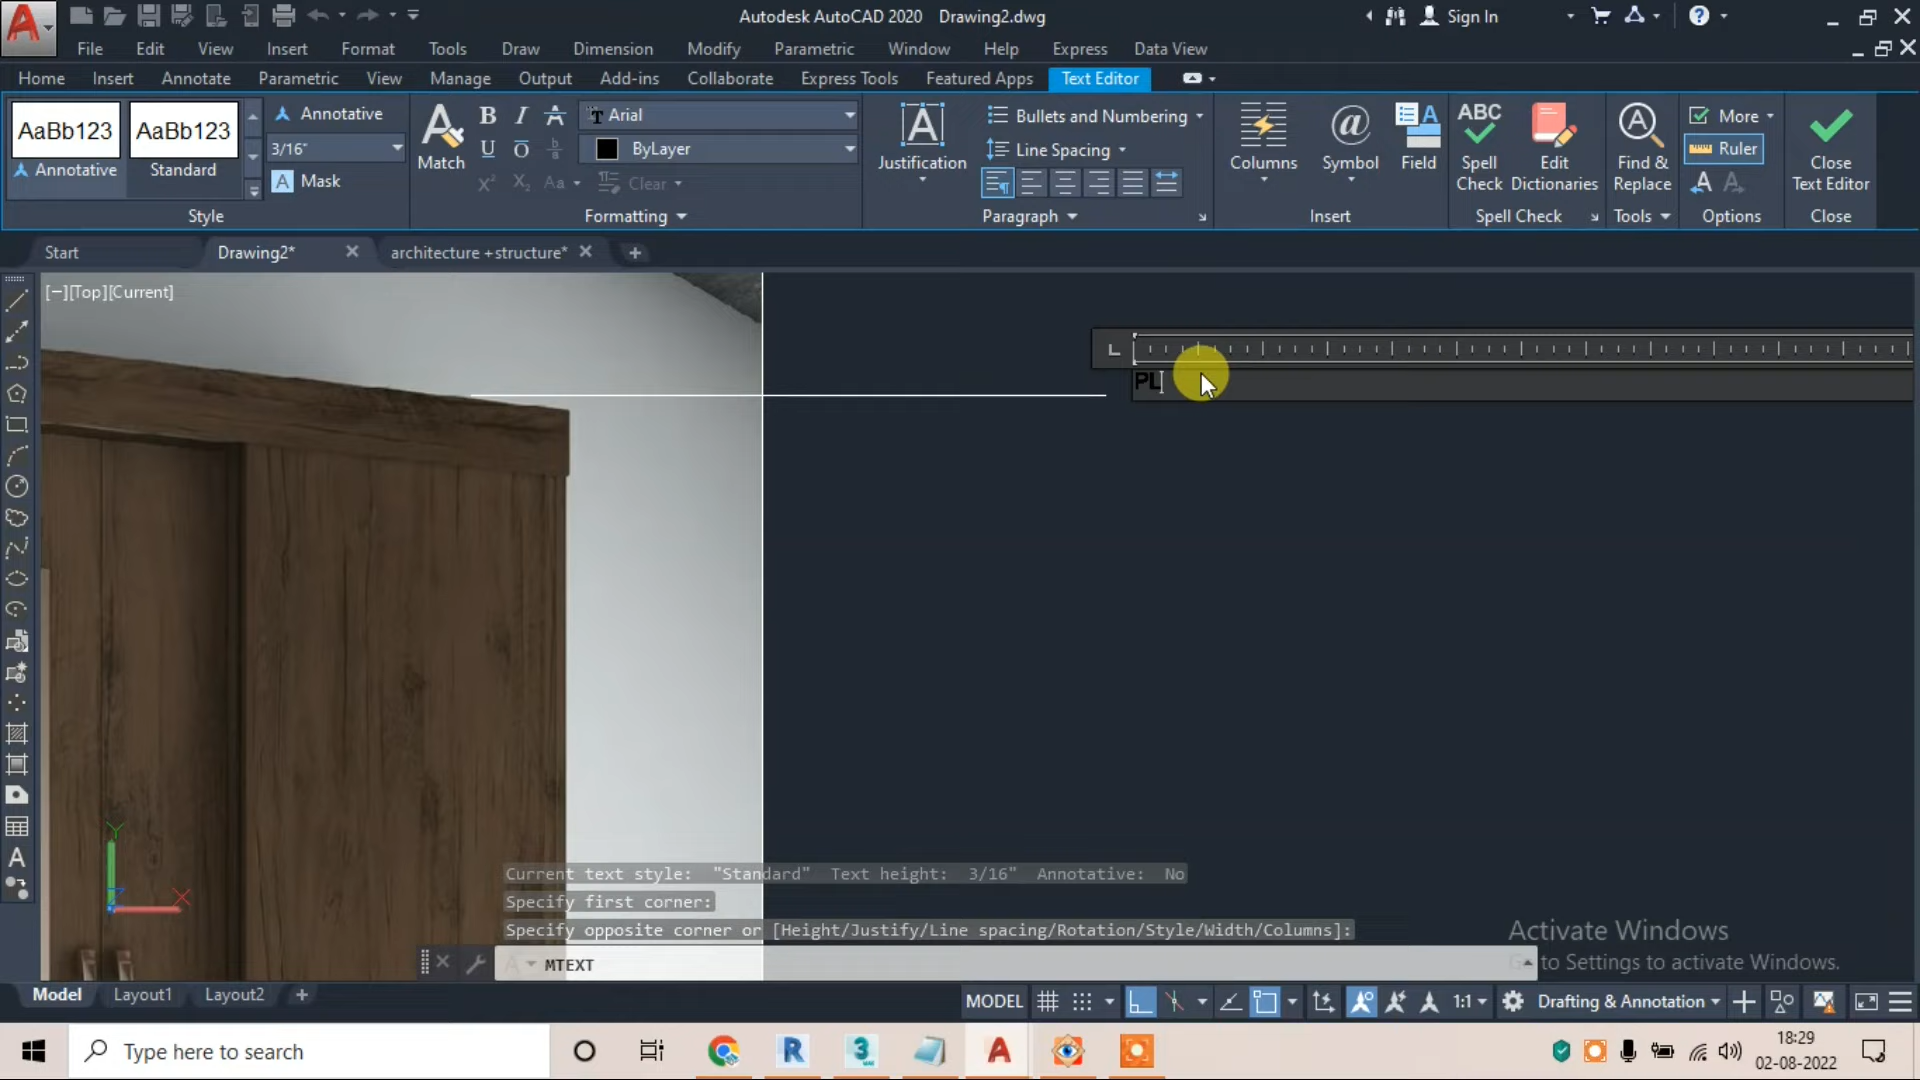 Autodesk AutoCAD 2020 Drawing2.dwg
Sign In
File Edit View Insert Format Tools Draw Dimension Modify Parametric Window Help Express Data View
Home Insert Annotate Parametric View Manage Output Add-ins Collaborate Express Tools Featured Apps Text Editor
AaBb123 AaBb123 Annotative
Annotative Standard
3/16"
Mask
Style
Match
Arial
ByLayer
Clear
Formatting
Justification
Bullets and Numbering
Line Spacing
Paragraph
Columns Symbol Field
Insert
ABC
Spell Check
Edit Dictionaries
Spell Check
Find & Replace
Tools
More
Ruler
Options
Close Text Editor
Close
Start Drawing2* architecture +structure*
[−][Top][Current]
PL
Y
X
Current text style: "Standard" Text height: 3/16" Annotative: No
Specify first corner:
Specify opposite corner or [Height/Justify/Line spacing/Rotation/Style/Width/Columns]:
MTEXT
Activate Windows
to Settings to activate Windows.
Model Layout1 Layout2
MODEL 1:1 Drafting & Annotation
Type here to search
18:29
02-08-2022